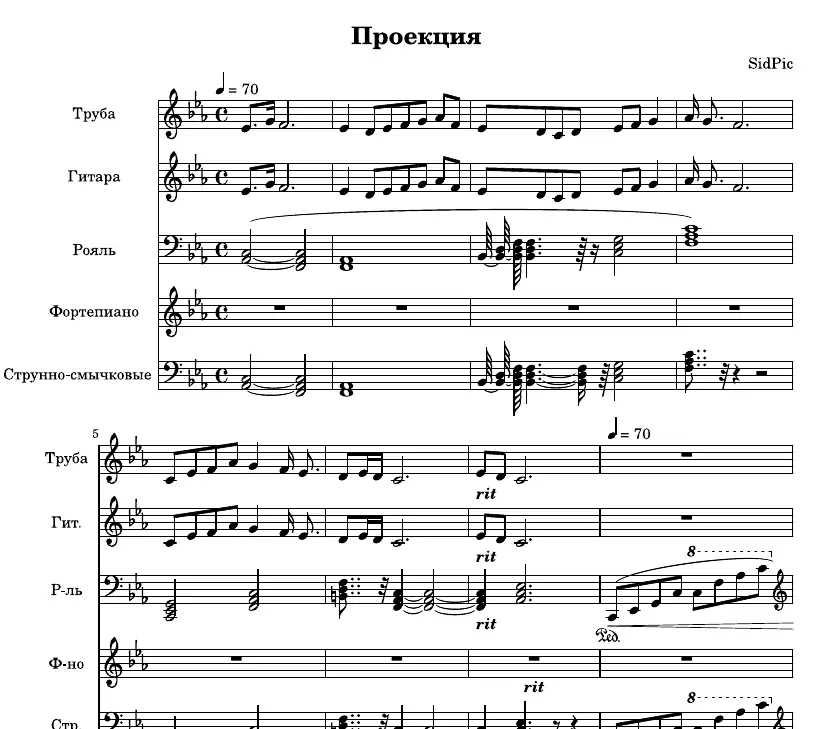 Проекция
SidPic
= 70
Труба
Гитара
Рояль
Фортепиано
Струнно-смычковые
5
= 70
Труба
rit
Гит.
rit
8
Р-ль
rit
Ped.
Ф-но
rit
8
Стр.